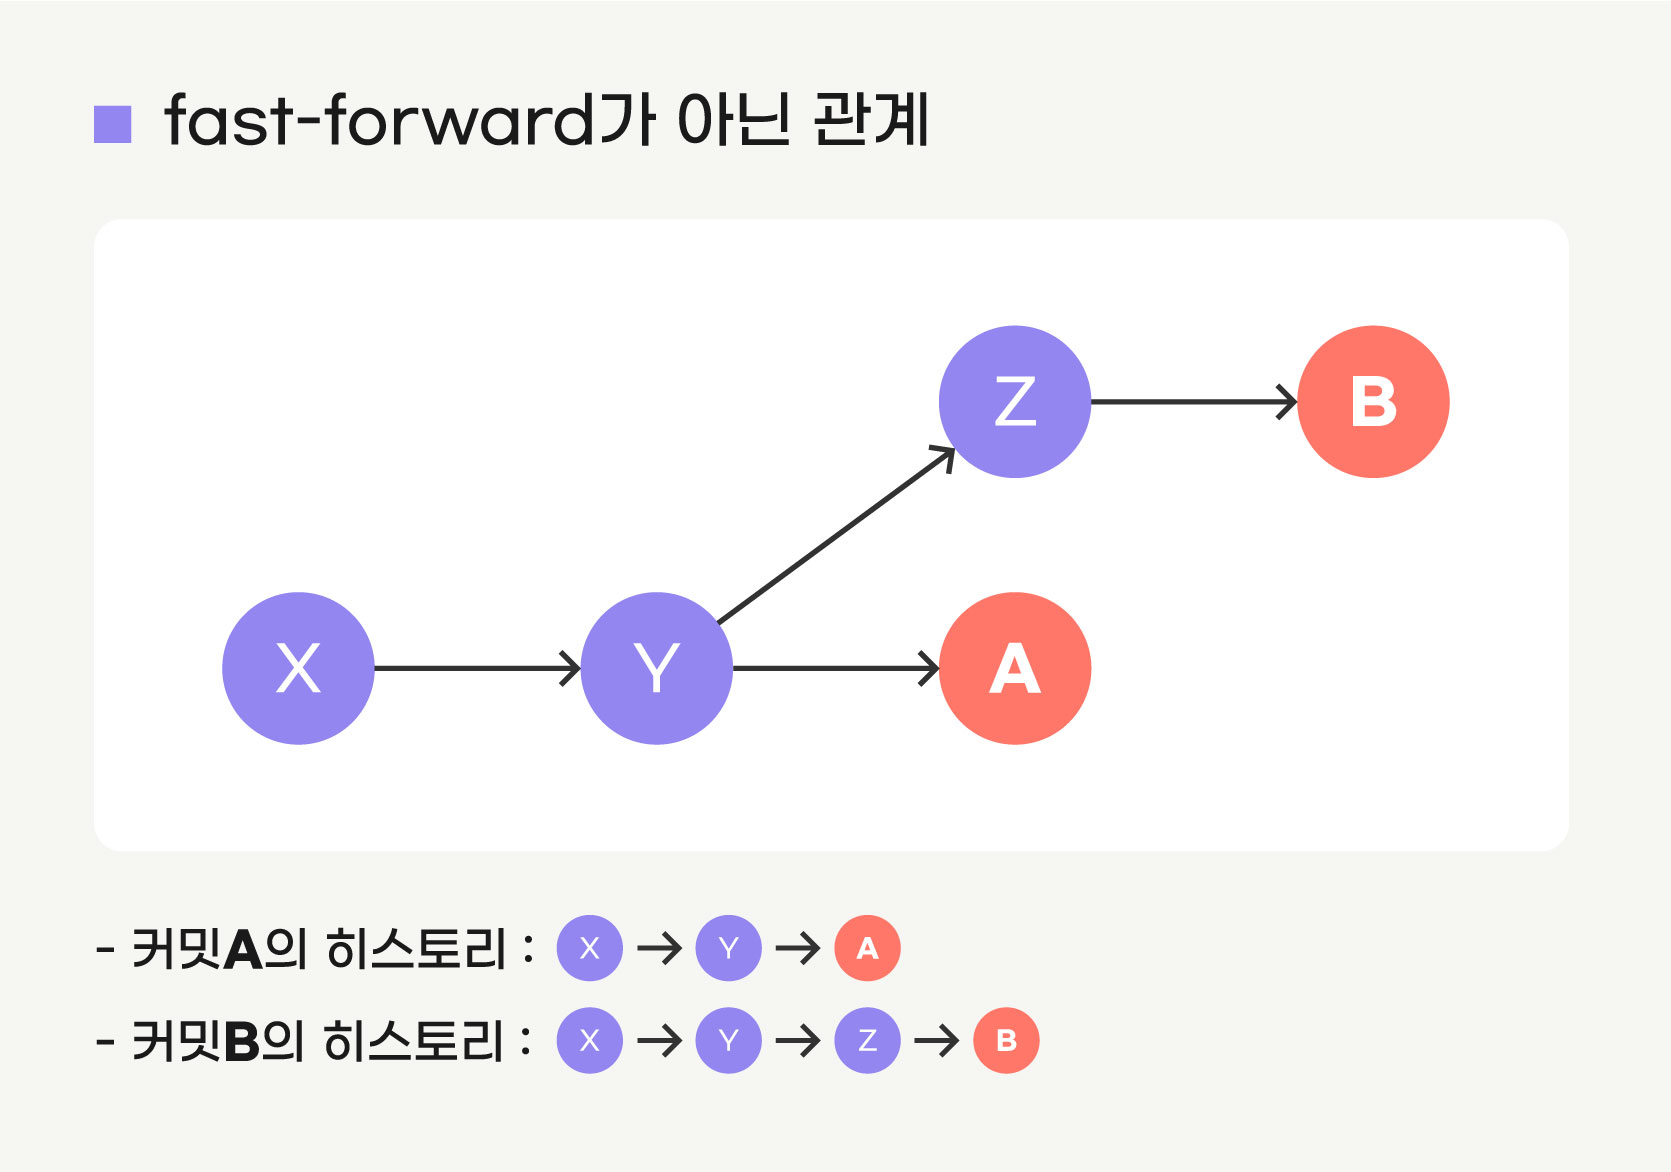 fast-forward가 아닌 관계
Z B
X Y A
- 커밋A의 히스토리 : X → Y → A
- 커밋B의 히스토리 : X → Y → Z → B